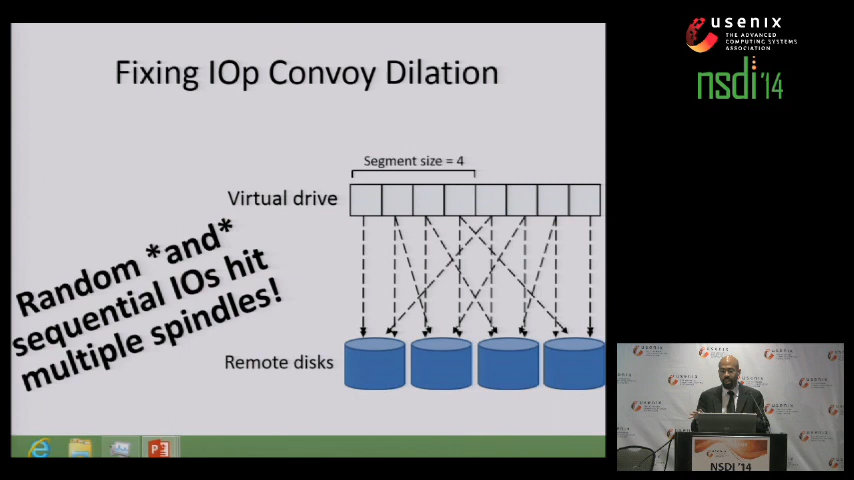 Fixing IOp Convoy Dilation
Segment size = 4
Virtual drive
Random *and*
sequential IOs hit
multiple spindles!
Remote disks
usenix
THE ADVANCED
COMPUTING SYSTEMS
ASSOCIATION
nsdi '14
usenix
NSDI '14